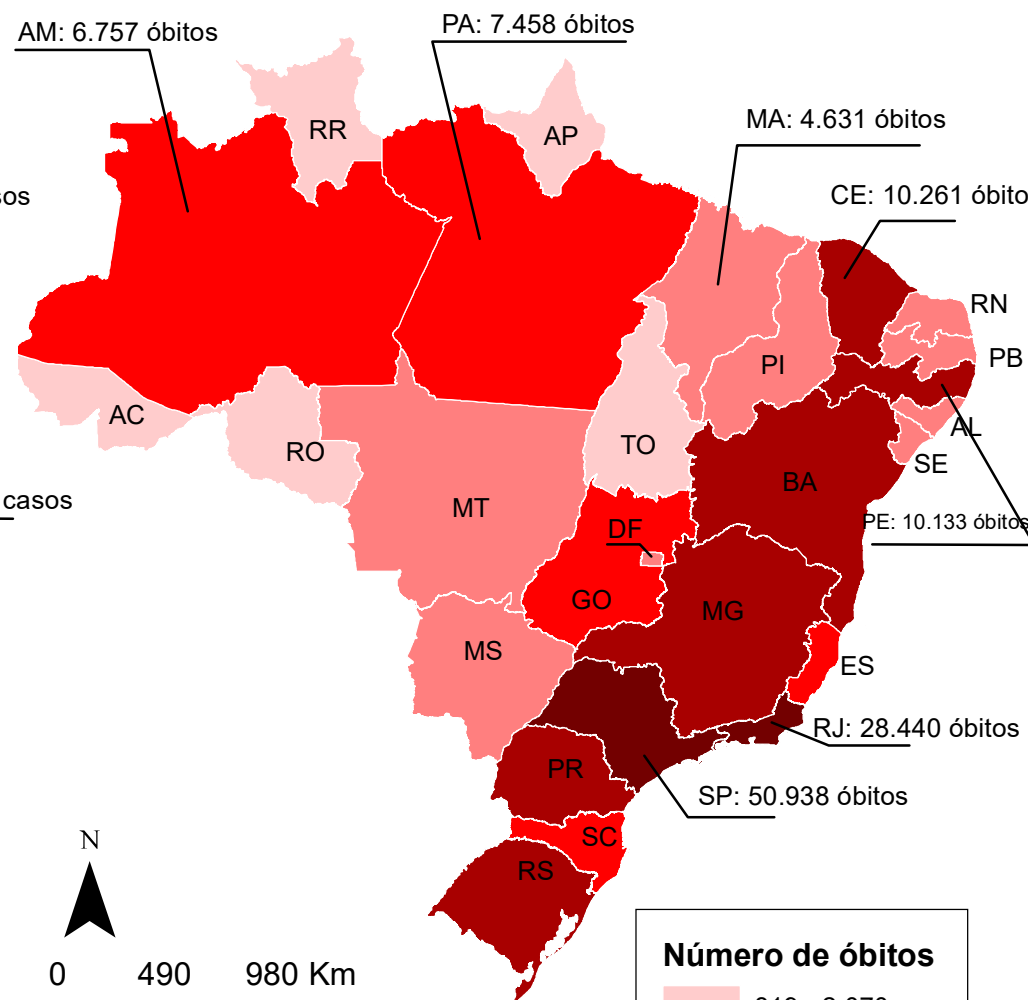 AM: 6.757 óbitos
PA: 7.458 óbitos
RR
AP
MA: 4.631 óbitos
CE: 10.261 óbito
RN
PB
PI
AC
RO
TO
AL
SE
BA
casos
MT
DF
PE: 10.133 óbitos
GO
MG
MS
ES
RJ: 28.440 óbitos
PR
SP: 50.938 óbitos
SC
RS
N
0 490 980 Km
Número de óbitos